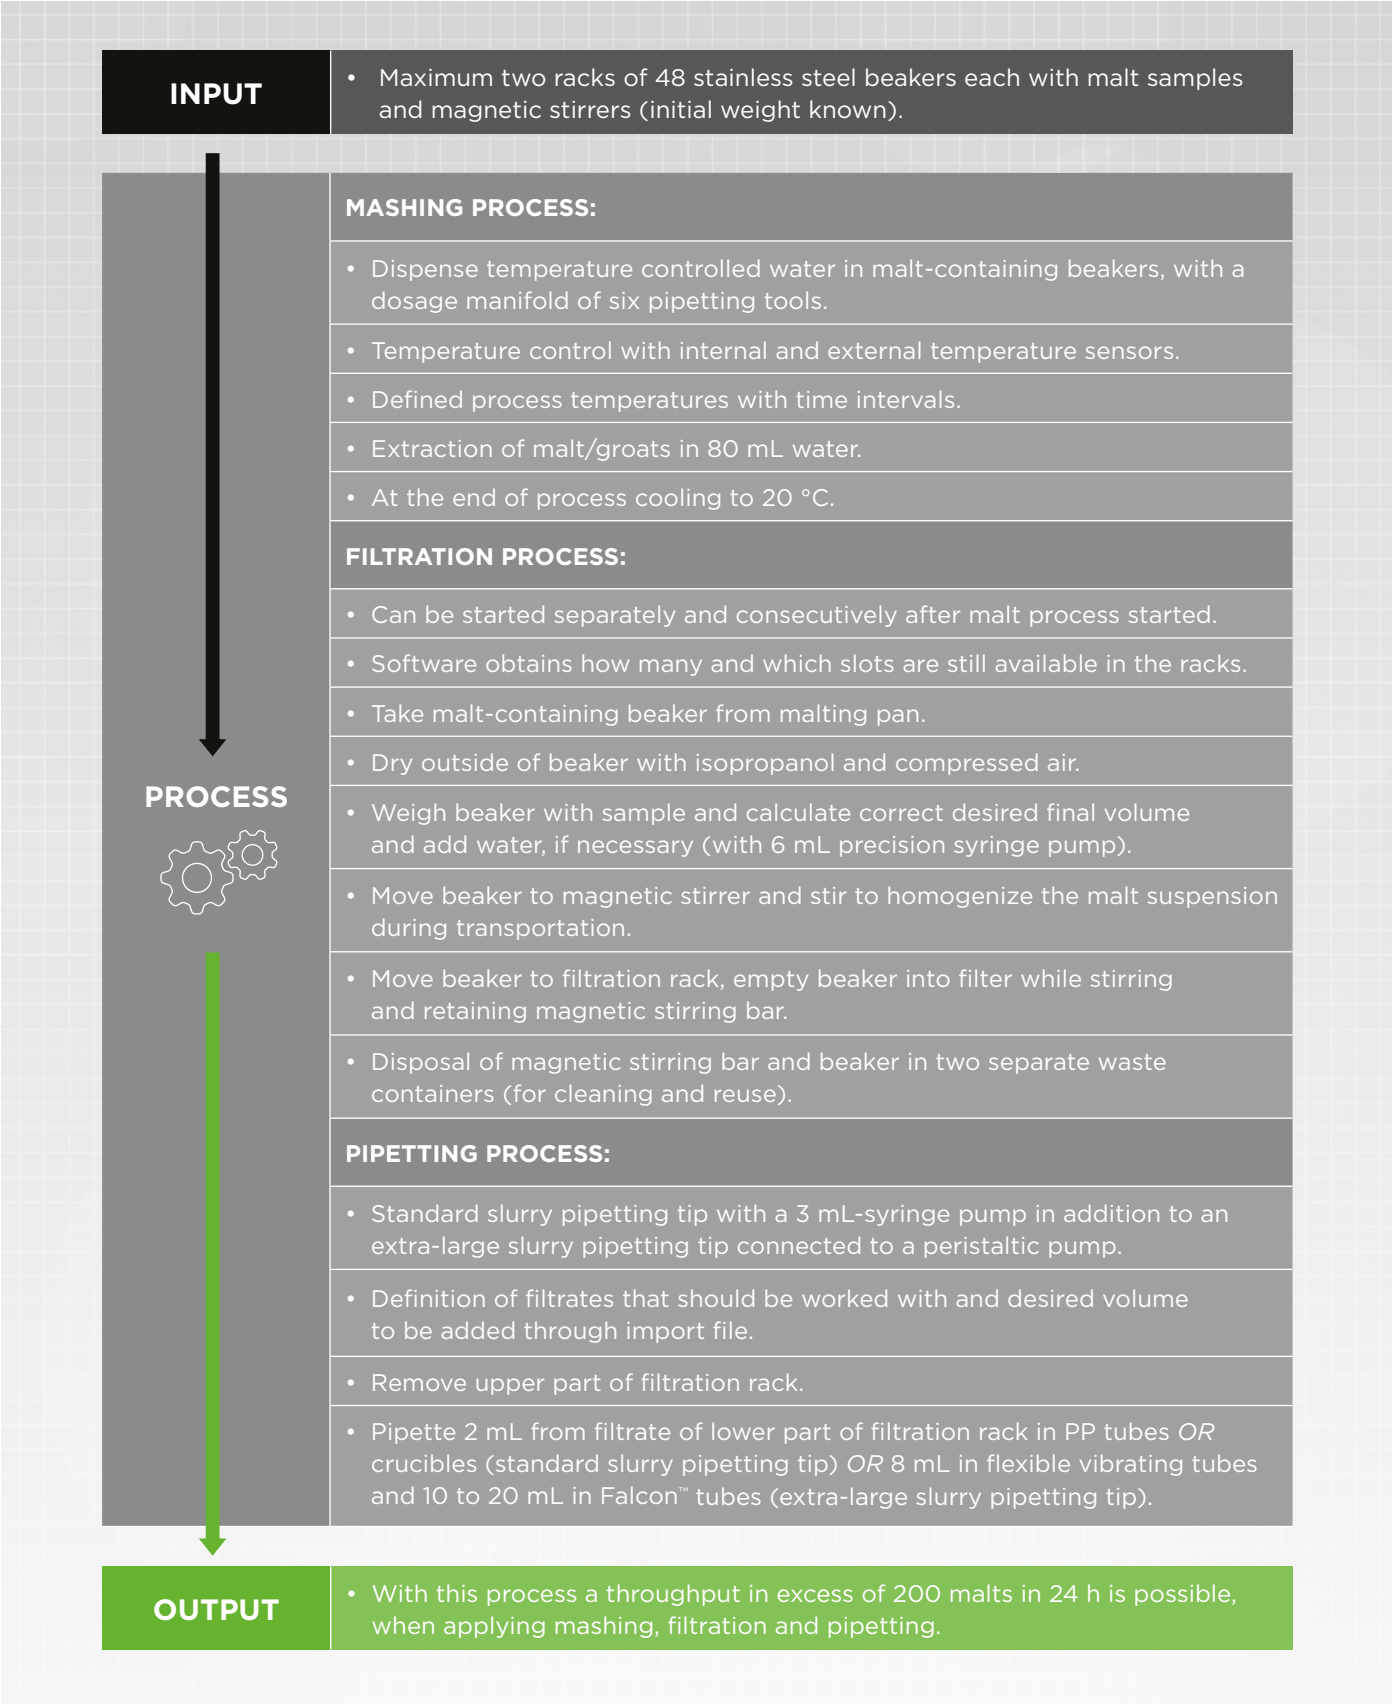 INPUT
• Maximum two racks of 48 stainless steel beakers each with malt samples
and magnetic stirrers (initial weight known).
PROCESS
MASHING PROCESS:
• Dispense temperature controlled water in malt-containing beakers, with a
dosage manifold of six pipetting tools.
• Temperature control with internal and external temperature sensors.
• Defined process temperatures with time intervals.
• Extraction of malt/groats in 80 mL water.
• At the end of process cooling to 20 °C.
FILTRATION PROCESS:
• Can be started separately and consecutively after malt process started.
• Software obtains how many and which slots are still available in the racks.
• Take malt-containing beaker from malting pan.
• Dry outside of beaker with isopropanol and compressed air.
• Weigh beaker with sample and calculate correct desired final volume
and add water, if necessary (with 6 mL precision syringe pump).
• Move beaker to magnetic stirrer and stir to homogenize the malt suspension
during transportation.
• Move beaker to filtration rack, empty beaker into filter while stirring
and retaining magnetic stirring bar.
• Disposal of magnetic stirring bar and beaker in two separate waste
containers (for cleaning and reuse).
PIPETTING PROCESS:
• Standard slurry pipetting tip with a 3 mL-syringe pump in addition to an
extra-large slurry pipetting tip connected to a peristaltic pump.
• Definition of filtrates that should be worked with and desired volume
to be added through import file.
• Remove upper part of filtration rack.
• Pipette 2 mL from filtrate of lower part of filtration rack in PP tubes OR
crucibles (standard slurry pipetting tip) OR 8 mL in flexible vibrating tubes
and 10 to 20 mL in Falcon™ tubes (extra-large slurry pipetting tip).
OUTPUT
• With this process a throughput in excess of 200 malts in 24 h is possible,
when applying mashing, filtration and pipetting.